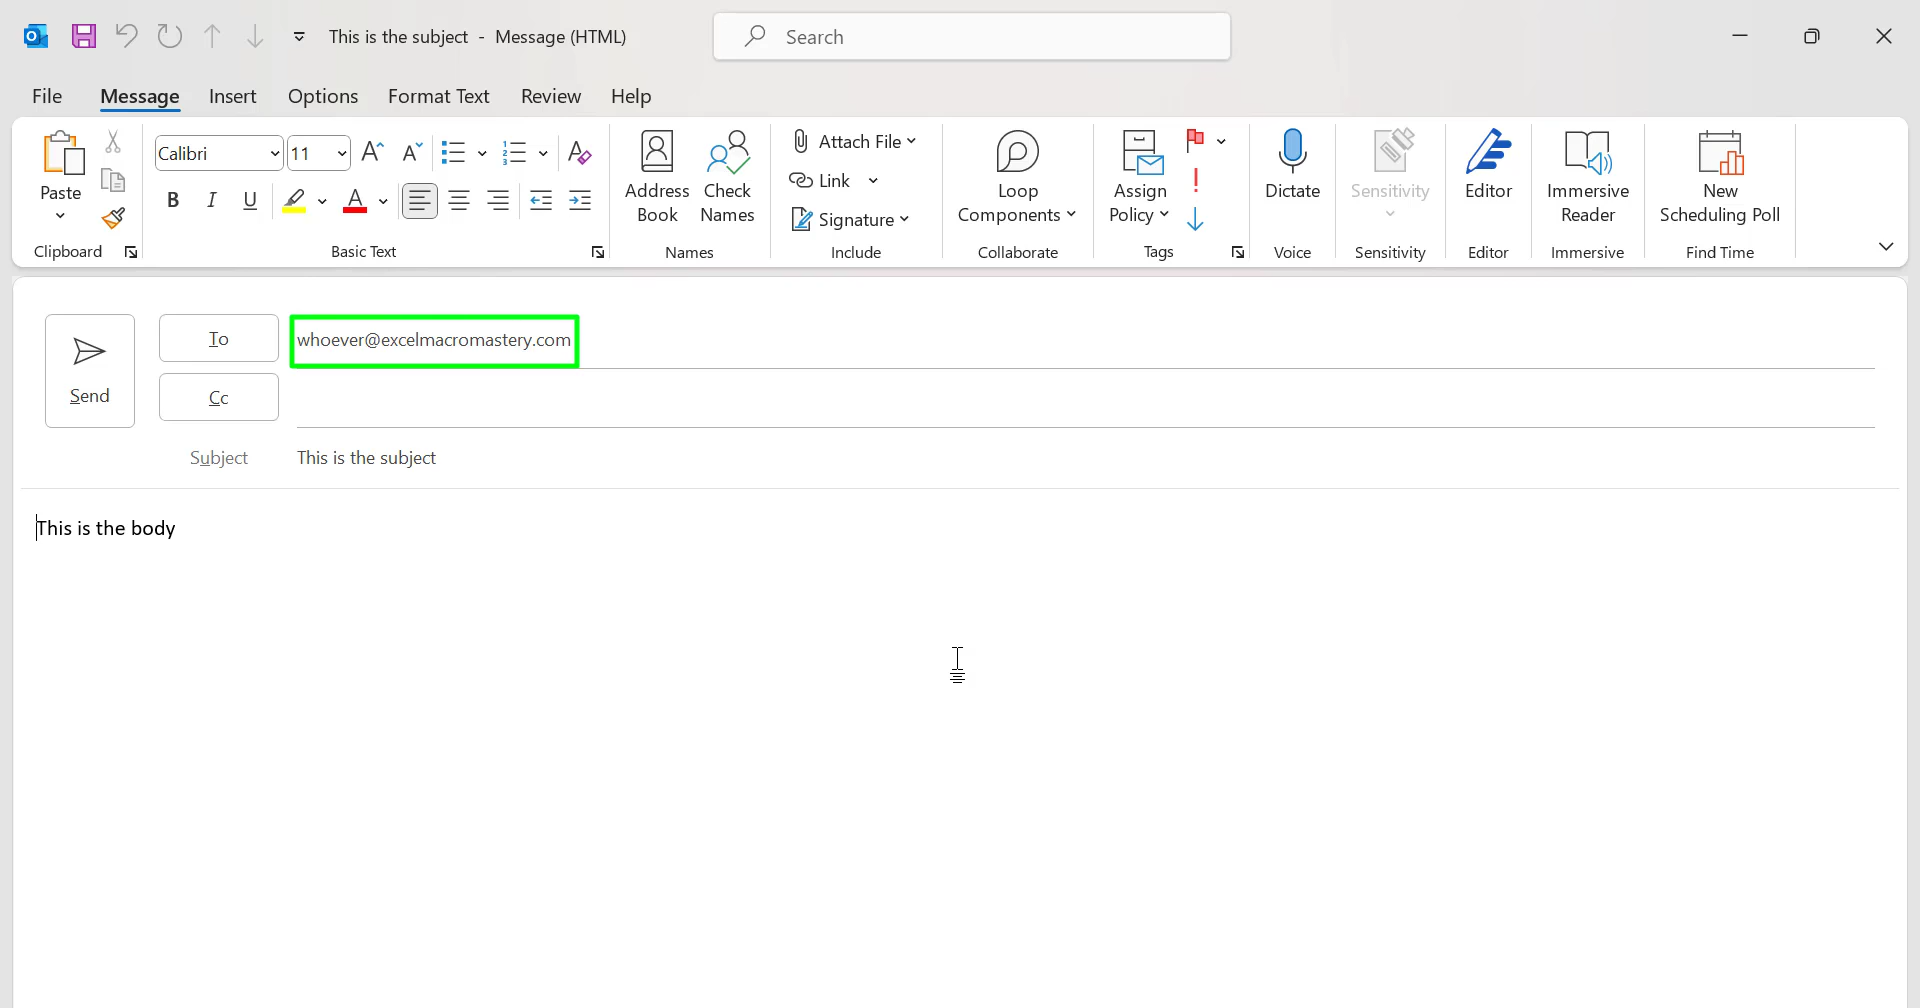 This is the subject - Message (HTML)
Search
File Message Insert Options Format Text Review Help
Paste
Clipboard
Calibri 11
B I U A
Basic Text
Address Book
Check Names
Names
Attach File
Link
Signature
Include
Loop Components
Collaborate
Assign Policy
Tags
Dictate
Voice
Sensitivity
Sensitivity
Editor
Editor
Immersive Reader
Immersive
New Scheduling Poll
Find Time
Send
To
whoever@excelmacromastery.com
Cc
Subject
This is the subject
This is the body